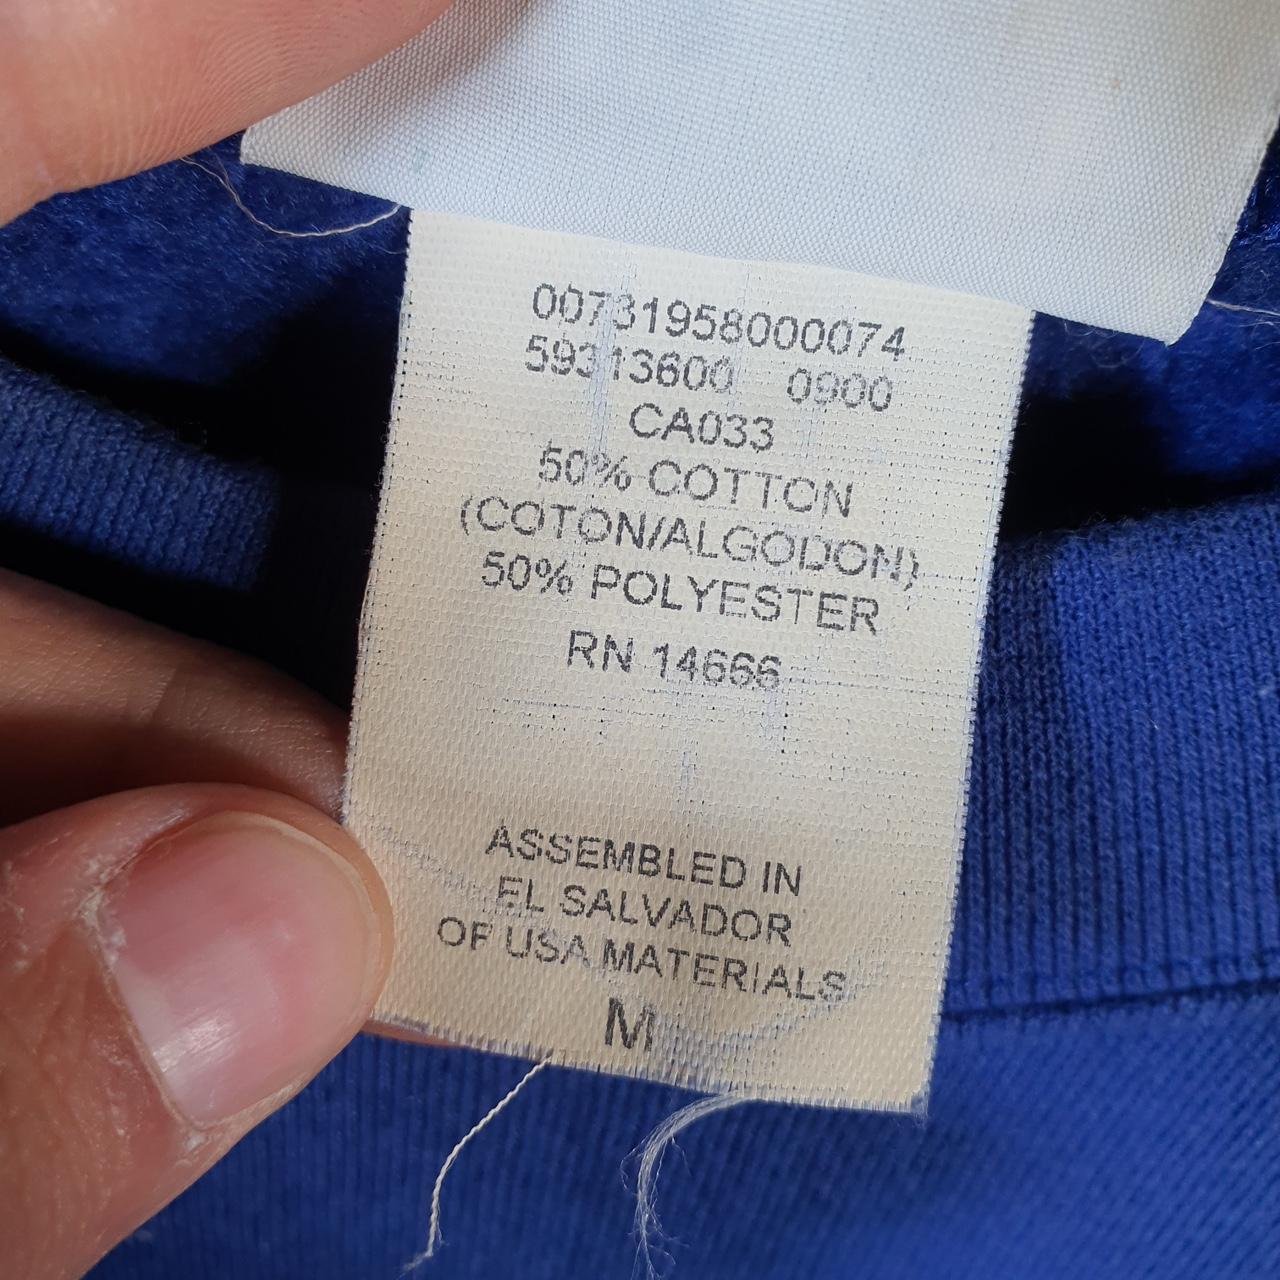 00731958000074
59313600 0900
CA033
50% COTTON
(COTON/ALGODON)
50% POLYESTER
RN 14666
ASSEMBLED IN
EL SALVADOR
OF USA MATERIALS
M